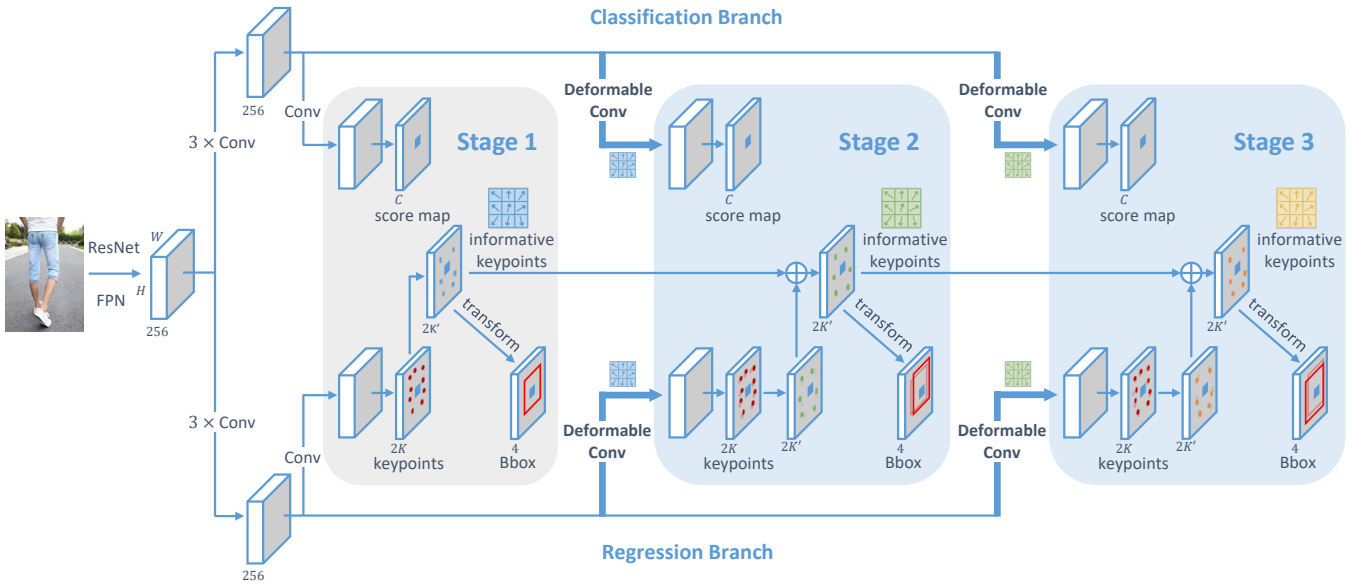 Classification Branch
256
3 × Conv
Conv
Deformable
Conv
Deformable
Conv
Stage 1
Stage 2
Stage 3
C
score map
C
score map
C
score map
informative
keypoints
informative
keypoints
informative
keypoints
ResNet
FPN
W
H
256
2K'
transform
2K'
transform
2K'
transform
3 × Conv
Conv
Deformable
Conv
Deformable
Conv
2K
keypoints
4
Bbox
2K
keypoints
2K'
4
Bbox
2K
keypoints
2K'
4
Bbox
256
Regression Branch